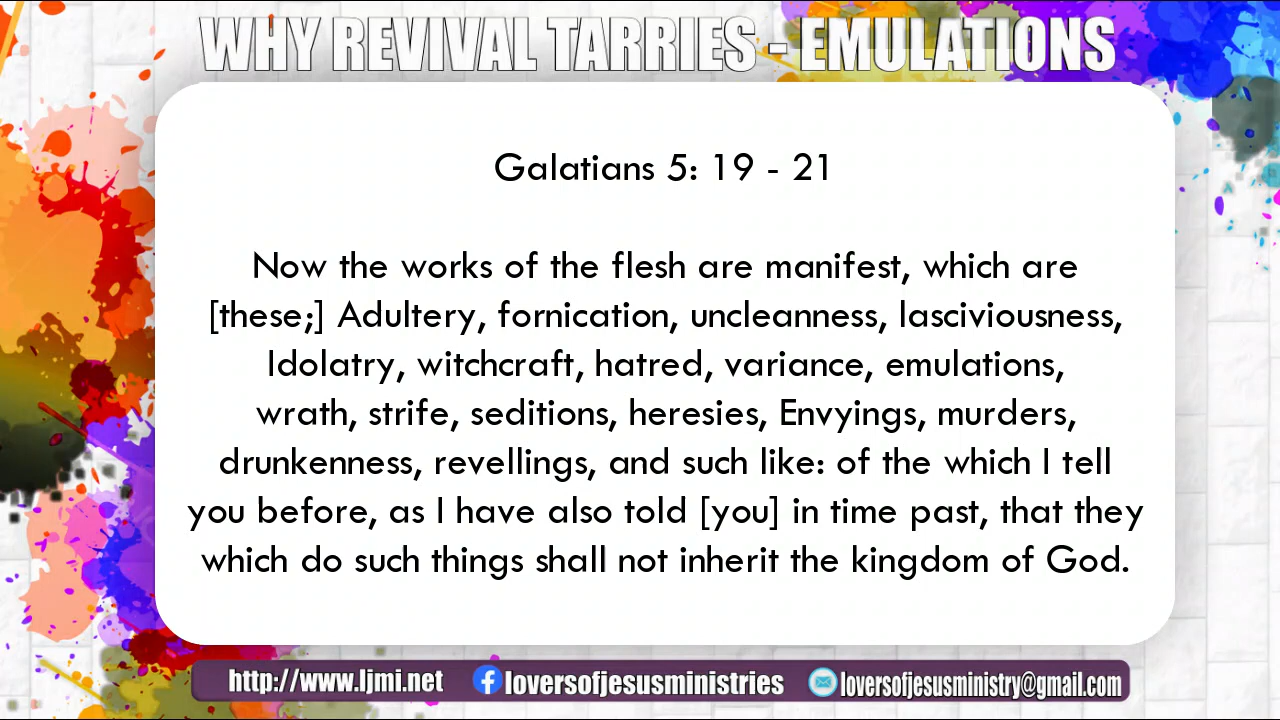 WHY REVIVAL TARRIES - EMULATIONS
Galatians 5: 19 - 21
Now the works of the flesh are manifest, which are
[these;] Adultery, fornication, uncleanness, lasciviousness,
Idolatry, witchcraft, hatred, variance, emulations,
wrath, strife, seditions, heresies, Envyings, murders,
drunkenness, revellings, and such like: of the which I tell
you before, as I have also told [you] in time past, that they
which do such things shall not inherit the kingdom of God.
http://www.ljmi.net loversofjesusministries loversofjesusministry@gmail.com